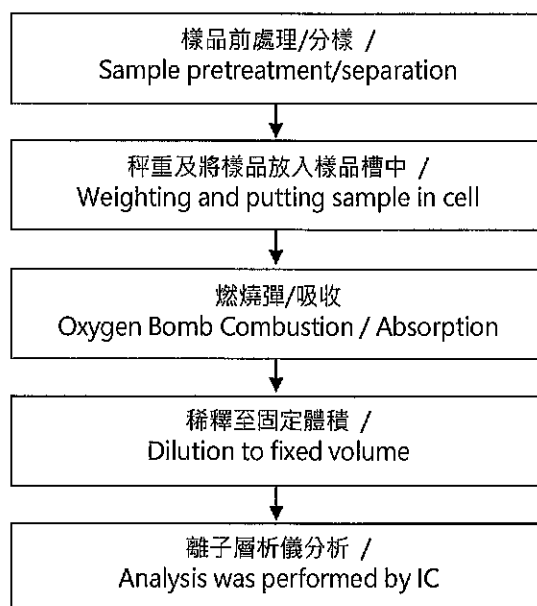 樣品前處理/分樣 /
Sample pretreatment/separation
秤重及將樣品放入樣品槽中 /
Weighting and putting sample in cell
燃燒彈/吸收
Oxygen Bomb Combustion / Absorption
稀釋至固定體積 /
Dilution to fixed volume
離子層析儀分析 /
Analysis was performed by IC